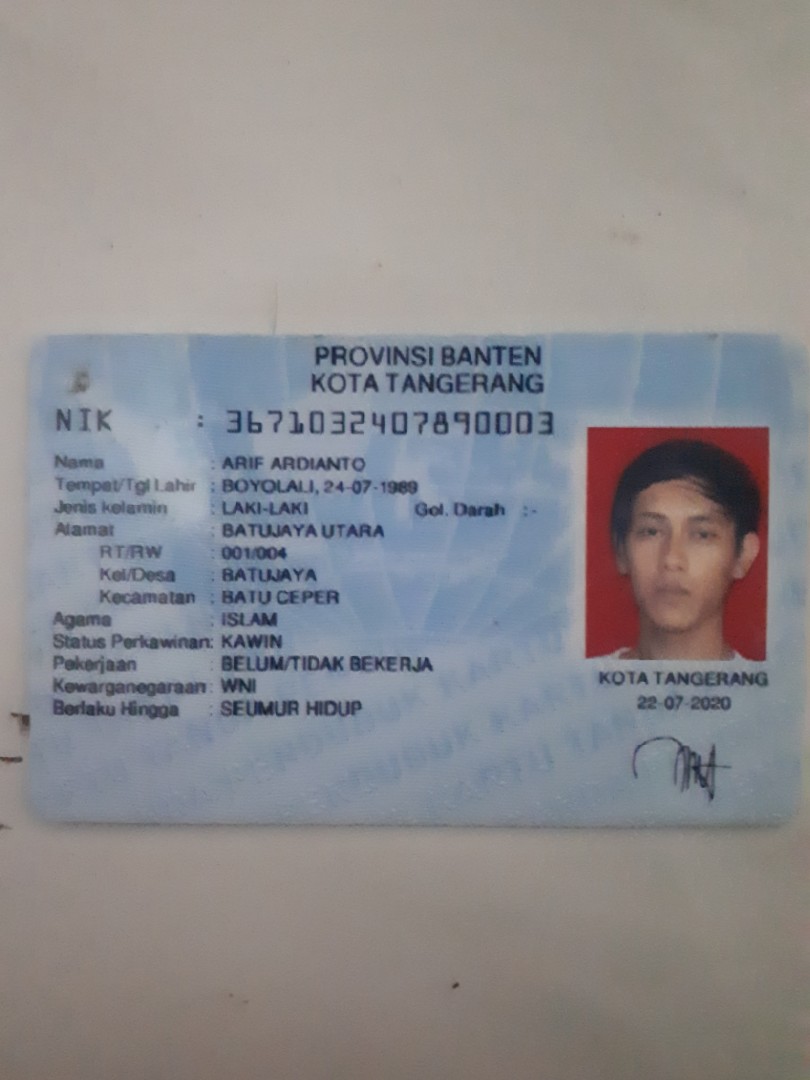 PROVINSI BANTEN
KOTA TANGERANG
NIK : 3671032407890003
Nama : ARIF ARDIANTO
Tempat/Tgl Lahir : BOYOLALI, 24-07-1989
Jenis kelamin : LAKI-LAKI Gol. Darah :-
Alamat : BATUJAYA UTARA
RT/RW : 001/004
Kel/Desa : BATUJAYA
Kecamatan : BATU CEPER
Agama : ISLAM
Status Perkawinan: KAWIN
Pekerjaan : BELUM/TIDAK BEKERJA
Kewarganegaraan : WNI
Berlaku Hingga : SEUMUR HIDUP
KOTA TANGERANG
22-07-2020